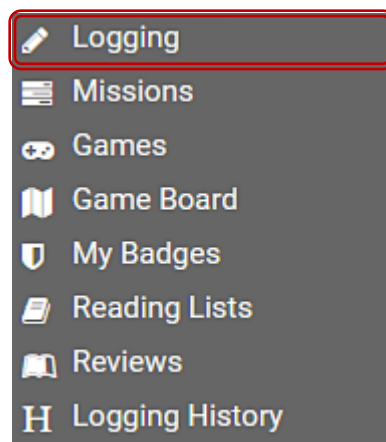 Logging
Missions
Games
Game Board
My Badges
Reading Lists
Reviews
H Logging History